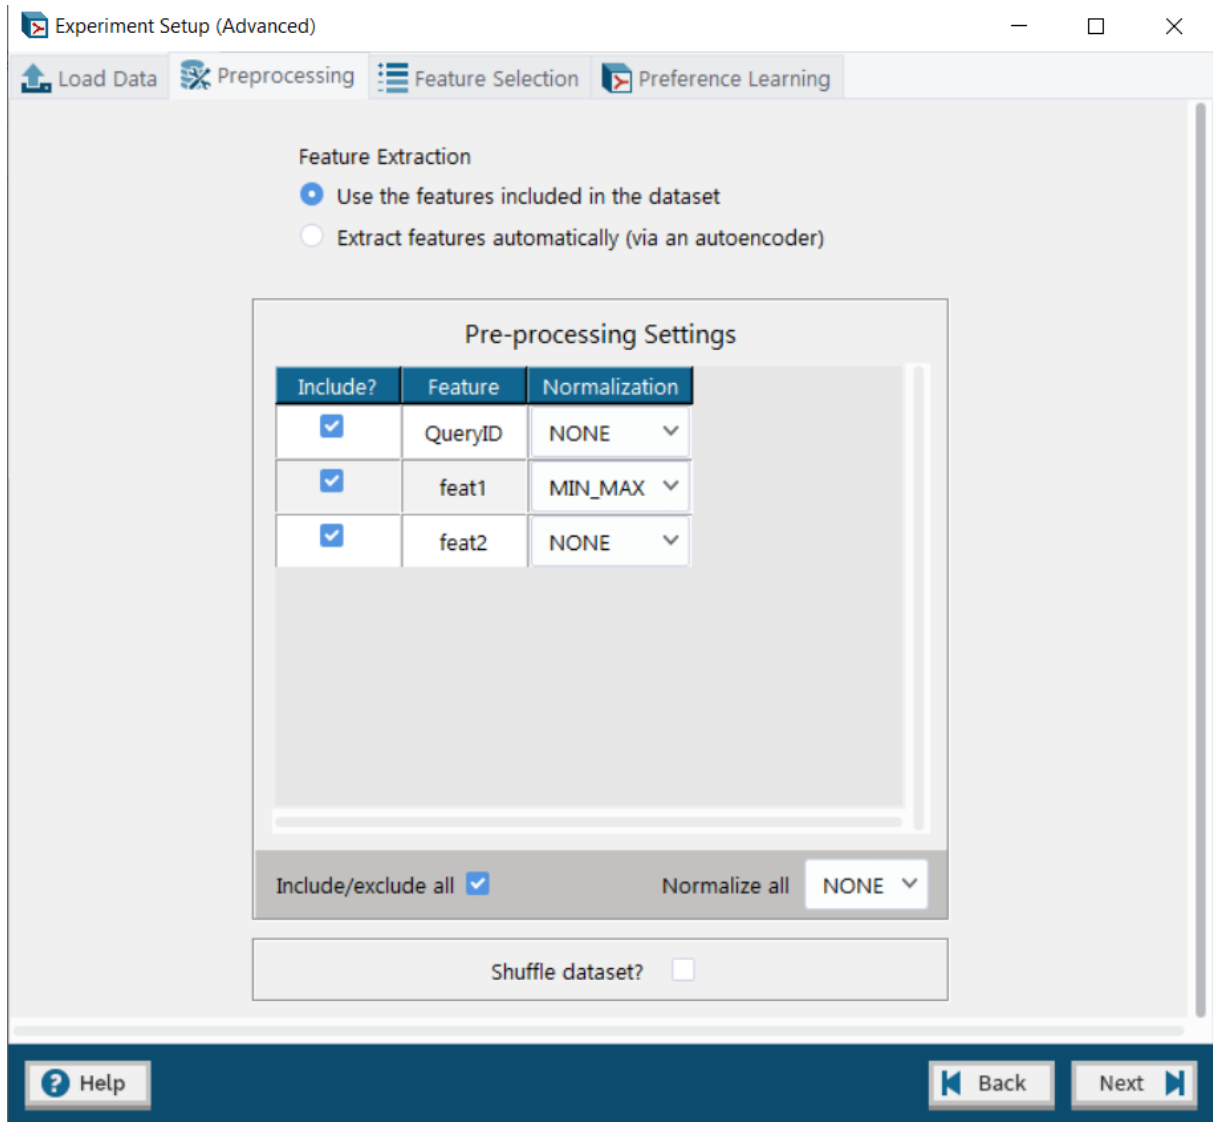 Experiment Setup (Advanced)
Load Data Preprocessing Feature Selection Preference Learning
Feature Extraction
Use the features included in the dataset
Extract features automatically (via an autoencoder)
Pre-processing Settings
Include? Feature Normalization
QueryID NONE
feat1 MIN_MAX
feat2 NONE
Include/exclude all Normalize all NONE
Shuffle dataset?
Help Back Next